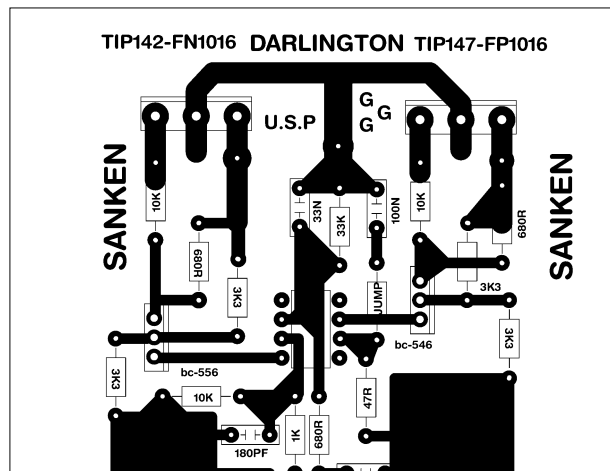 TIP142-FN1016 DARLINGTON TIP147-FP1016
G
G
G
U.S.P
SANKEN
SANKEN
10K
33N
33K
100N
10K
680R
680R
3K3
JUMP
3K3
bc-546
3K3
3K3
bc-556
10K
47R
1K
680R
180PF